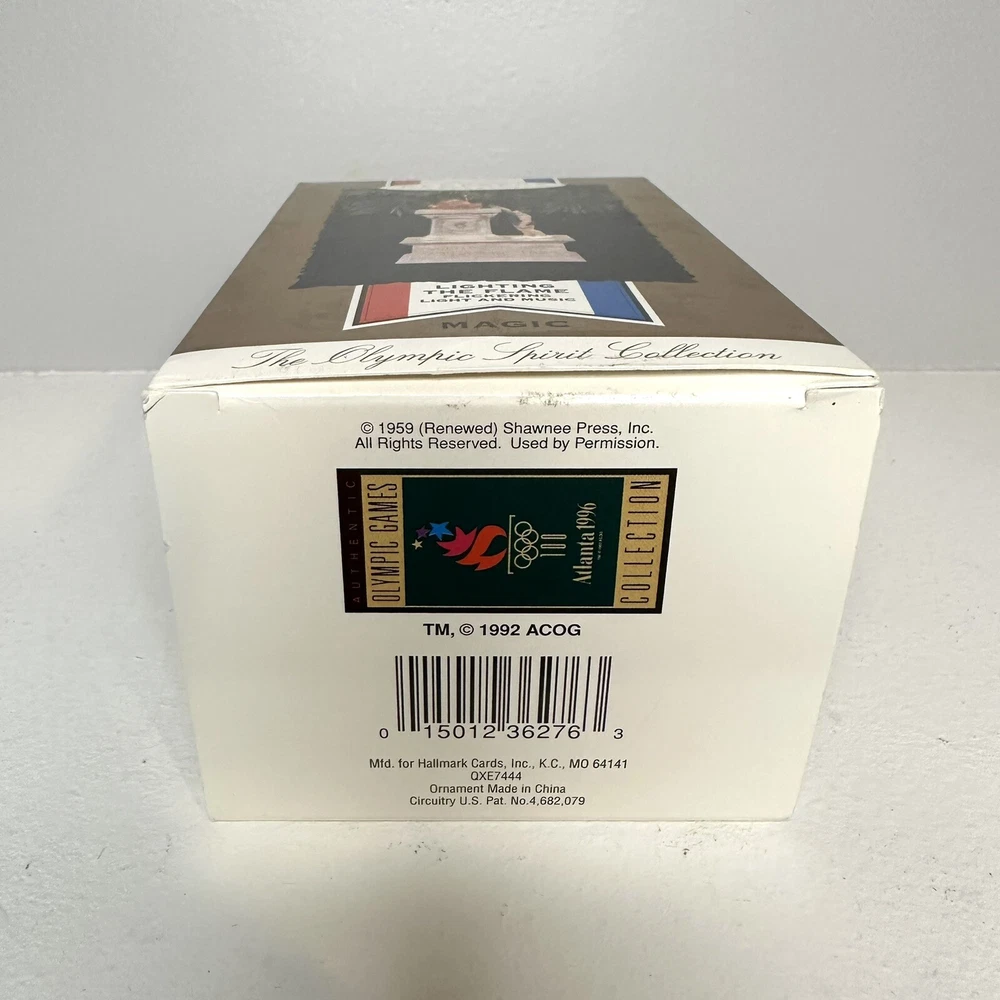 LIGHTING
THE FLAME
FLICKERING
LIGHT AND MUSIC
MAGIC
The Olympic Spirit Collection
© 1959 (Renewed) Shawnee Press, Inc.
All Rights Reserved. Used by Permission.
AUTHENTIC
OLYMPIC GAMES
100
Atlanta 1996
COLLECTION
TM, © 1992 ACOG
0 15012 36276 3
Mfd. for Hallmark Cards, Inc., K.C., MO 64141
QXE7444
Ornament Made in China
Circuitry U.S. Pat. No.4,682,079